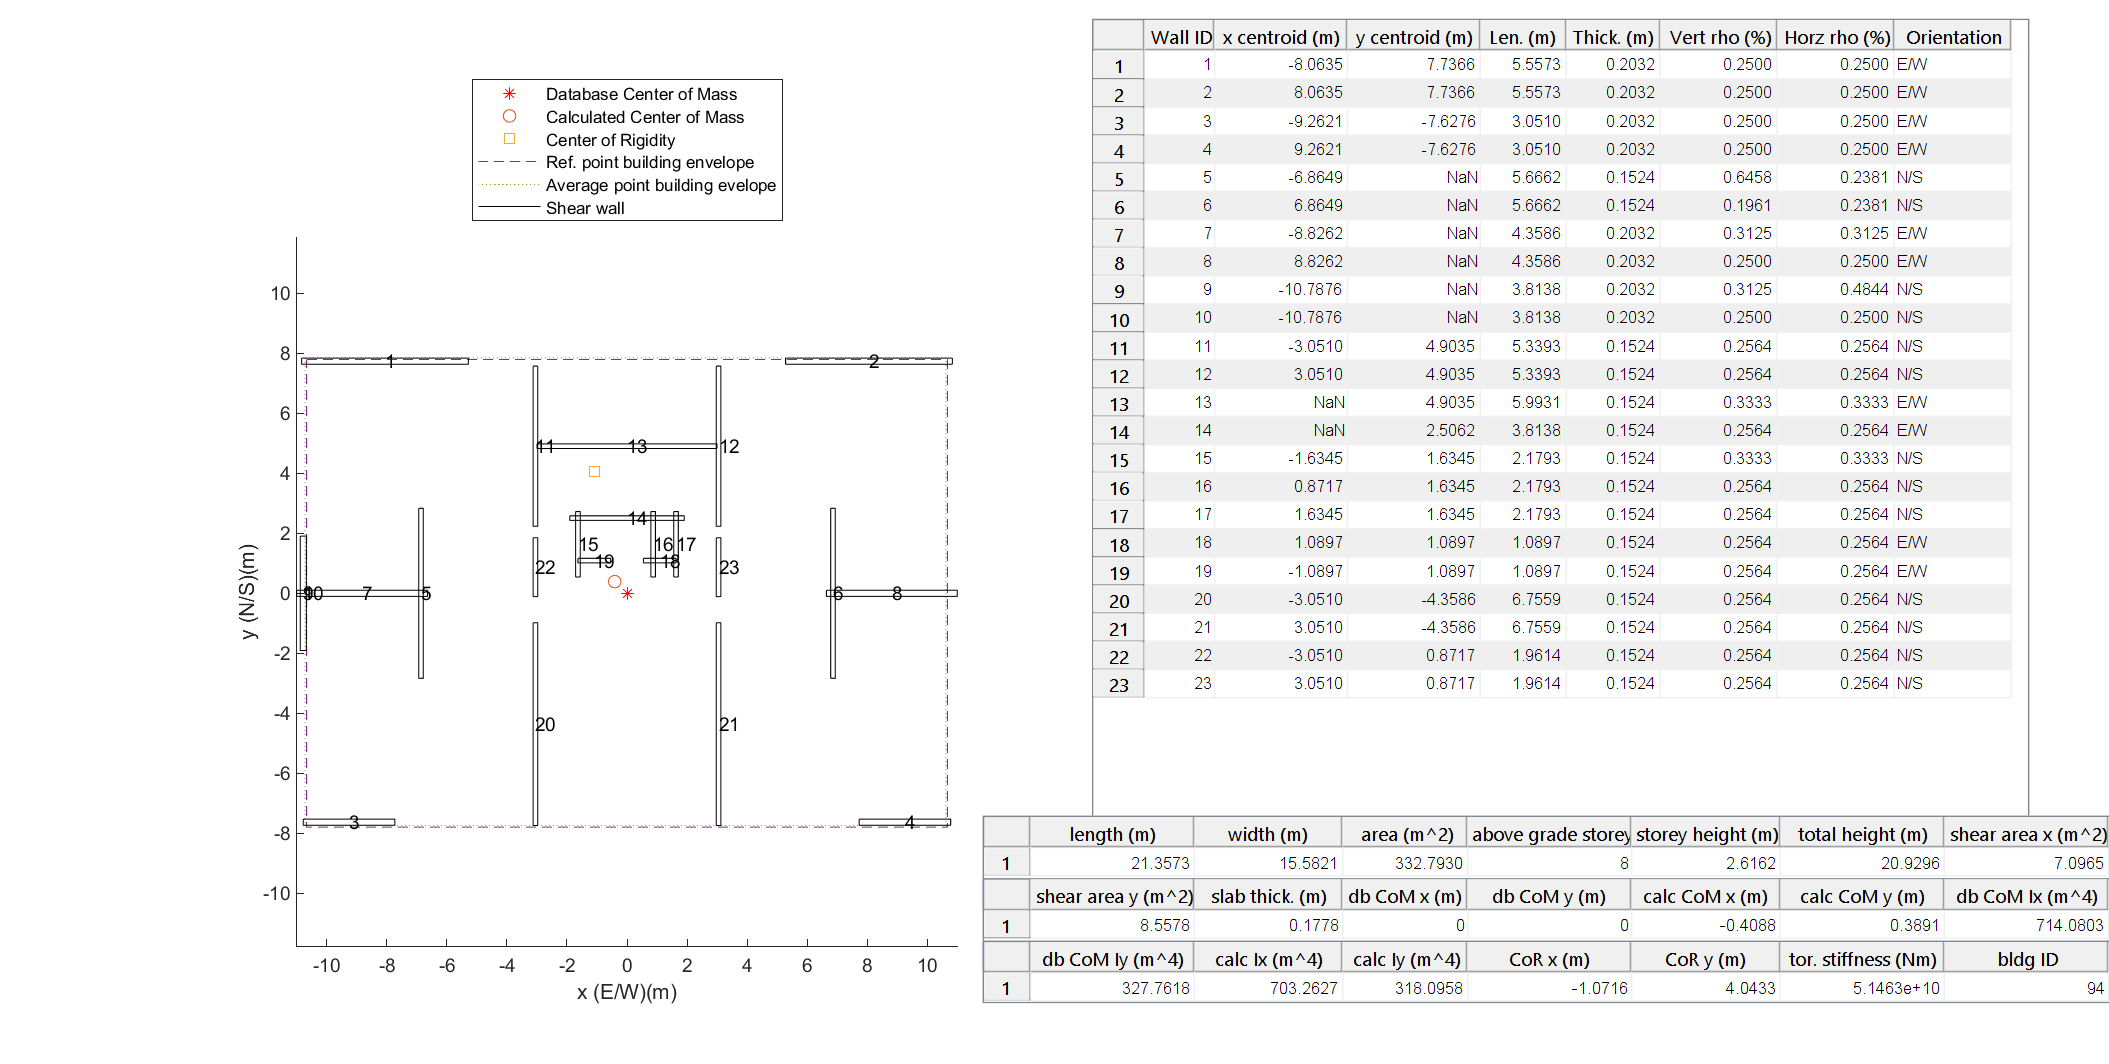 Database Center of Mass
Calculated Center of Mass
Center of Rigidity
Ref. point building envelope
Average point building evelope
Shear wall
y (N/S)(m)
10
8
6
4
2
0
-2
-4
-6
-8
-10
1 2
11 13 12
14
15 16 17
19 18
22 23
9 10 7 5 6 8
20 21
3 4
-10 -8 -6 -4 -2 0 2 4 6 8 10
x (E/W)(m)
Wall ID x centroid (m) y centroid (m) Len. (m) Thick. (m) Vert rho (%) Horz rho (%) Orientation
1 1 -8.0635 7.7366 5.5573 0.2032 0.2500 0.2500 E/W
2 2 8.0635 7.7366 5.5573 0.2032 0.2500 0.2500 E/W
3 3 -9.2621 -7.6276 3.0510 0.2032 0.2500 0.2500 E/W
4 4 9.2621 -7.6276 3.0510 0.2032 0.2500 0.2500 E/W
5 5 -6.8649 NaN 5.6662 0.1524 0.6458 0.2381 N/S
6 6 6.8649 NaN 5.6662 0.1524 0.1961 0.2381 N/S
7 7 -8.8262 NaN 4.3586 0.2032 0.3125 0.3125 E/W
8 8 8.8262 NaN 4.3586 0.2032 0.2500 0.2500 E/W
9 9 -10.7876 NaN 3.8138 0.2032 0.3125 0.4844 N/S
10 10 -10.7876 NaN 3.8138 0.2032 0.2500 0.2500 N/S
11 11 -3.0510 4.9035 5.3393 0.1524 0.2564 0.2564 N/S
12 12 3.0510 4.9035 5.3393 0.1524 0.2564 0.2564 N/S
13 13 NaN 4.9035 5.9931 0.1524 0.3333 0.3333 E/W
14 14 NaN 2.5062 3.8138 0.1524 0.2564 0.2564 E/W
15 15 -1.6345 1.6345 2.1793 0.1524 0.3333 0.3333 N/S
16 16 0.8717 1.6345 2.1793 0.1524 0.2564 0.2564 N/S
17 17 1.6345 1.6345 2.1793 0.1524 0.2564 0.2564 N/S
18 18 1.0897 1.0897 1.0897 0.1524 0.2564 0.2564 E/W
19 19 -1.0897 1.0897 1.0897 0.1524 0.2564 0.2564 E/W
20 20 -3.0510 -4.3586 6.7559 0.1524 0.2564 0.2564 N/S
21 21 3.0510 -4.3586 6.7559 0.1524 0.2564 0.2564 N/S
22 22 -3.0510 0.8717 1.9614 0.1524 0.2564 0.2564 N/S
23 23 3.0510 0.8717 1.9614 0.1524 0.2564 0.2564 N/S
length (m) width (m) area (m^2) above grade storey storey height (m) total height (m) shear area x (m^2)
1 21.3573 15.5821 332.7930 8 2.6162 20.9296 7.0965
shear area y (m^2) slab thick. (m) db CoM x (m) db CoM y (m) calc CoM x (m) calc CoM y (m) db CoM Ix (m^4)
1 8.5578 0.1778 0 0 -0.4088 0.3891 714.0803
db CoM Iy (m^4) calc Ix (m^4) calc Iy (m^4) CoR x (m) CoR y (m) tor. stiffness (Nm) bldg ID
1 327.7618 703.2627 318.0958 -1.0716 4.0433 5.1463e+10 94